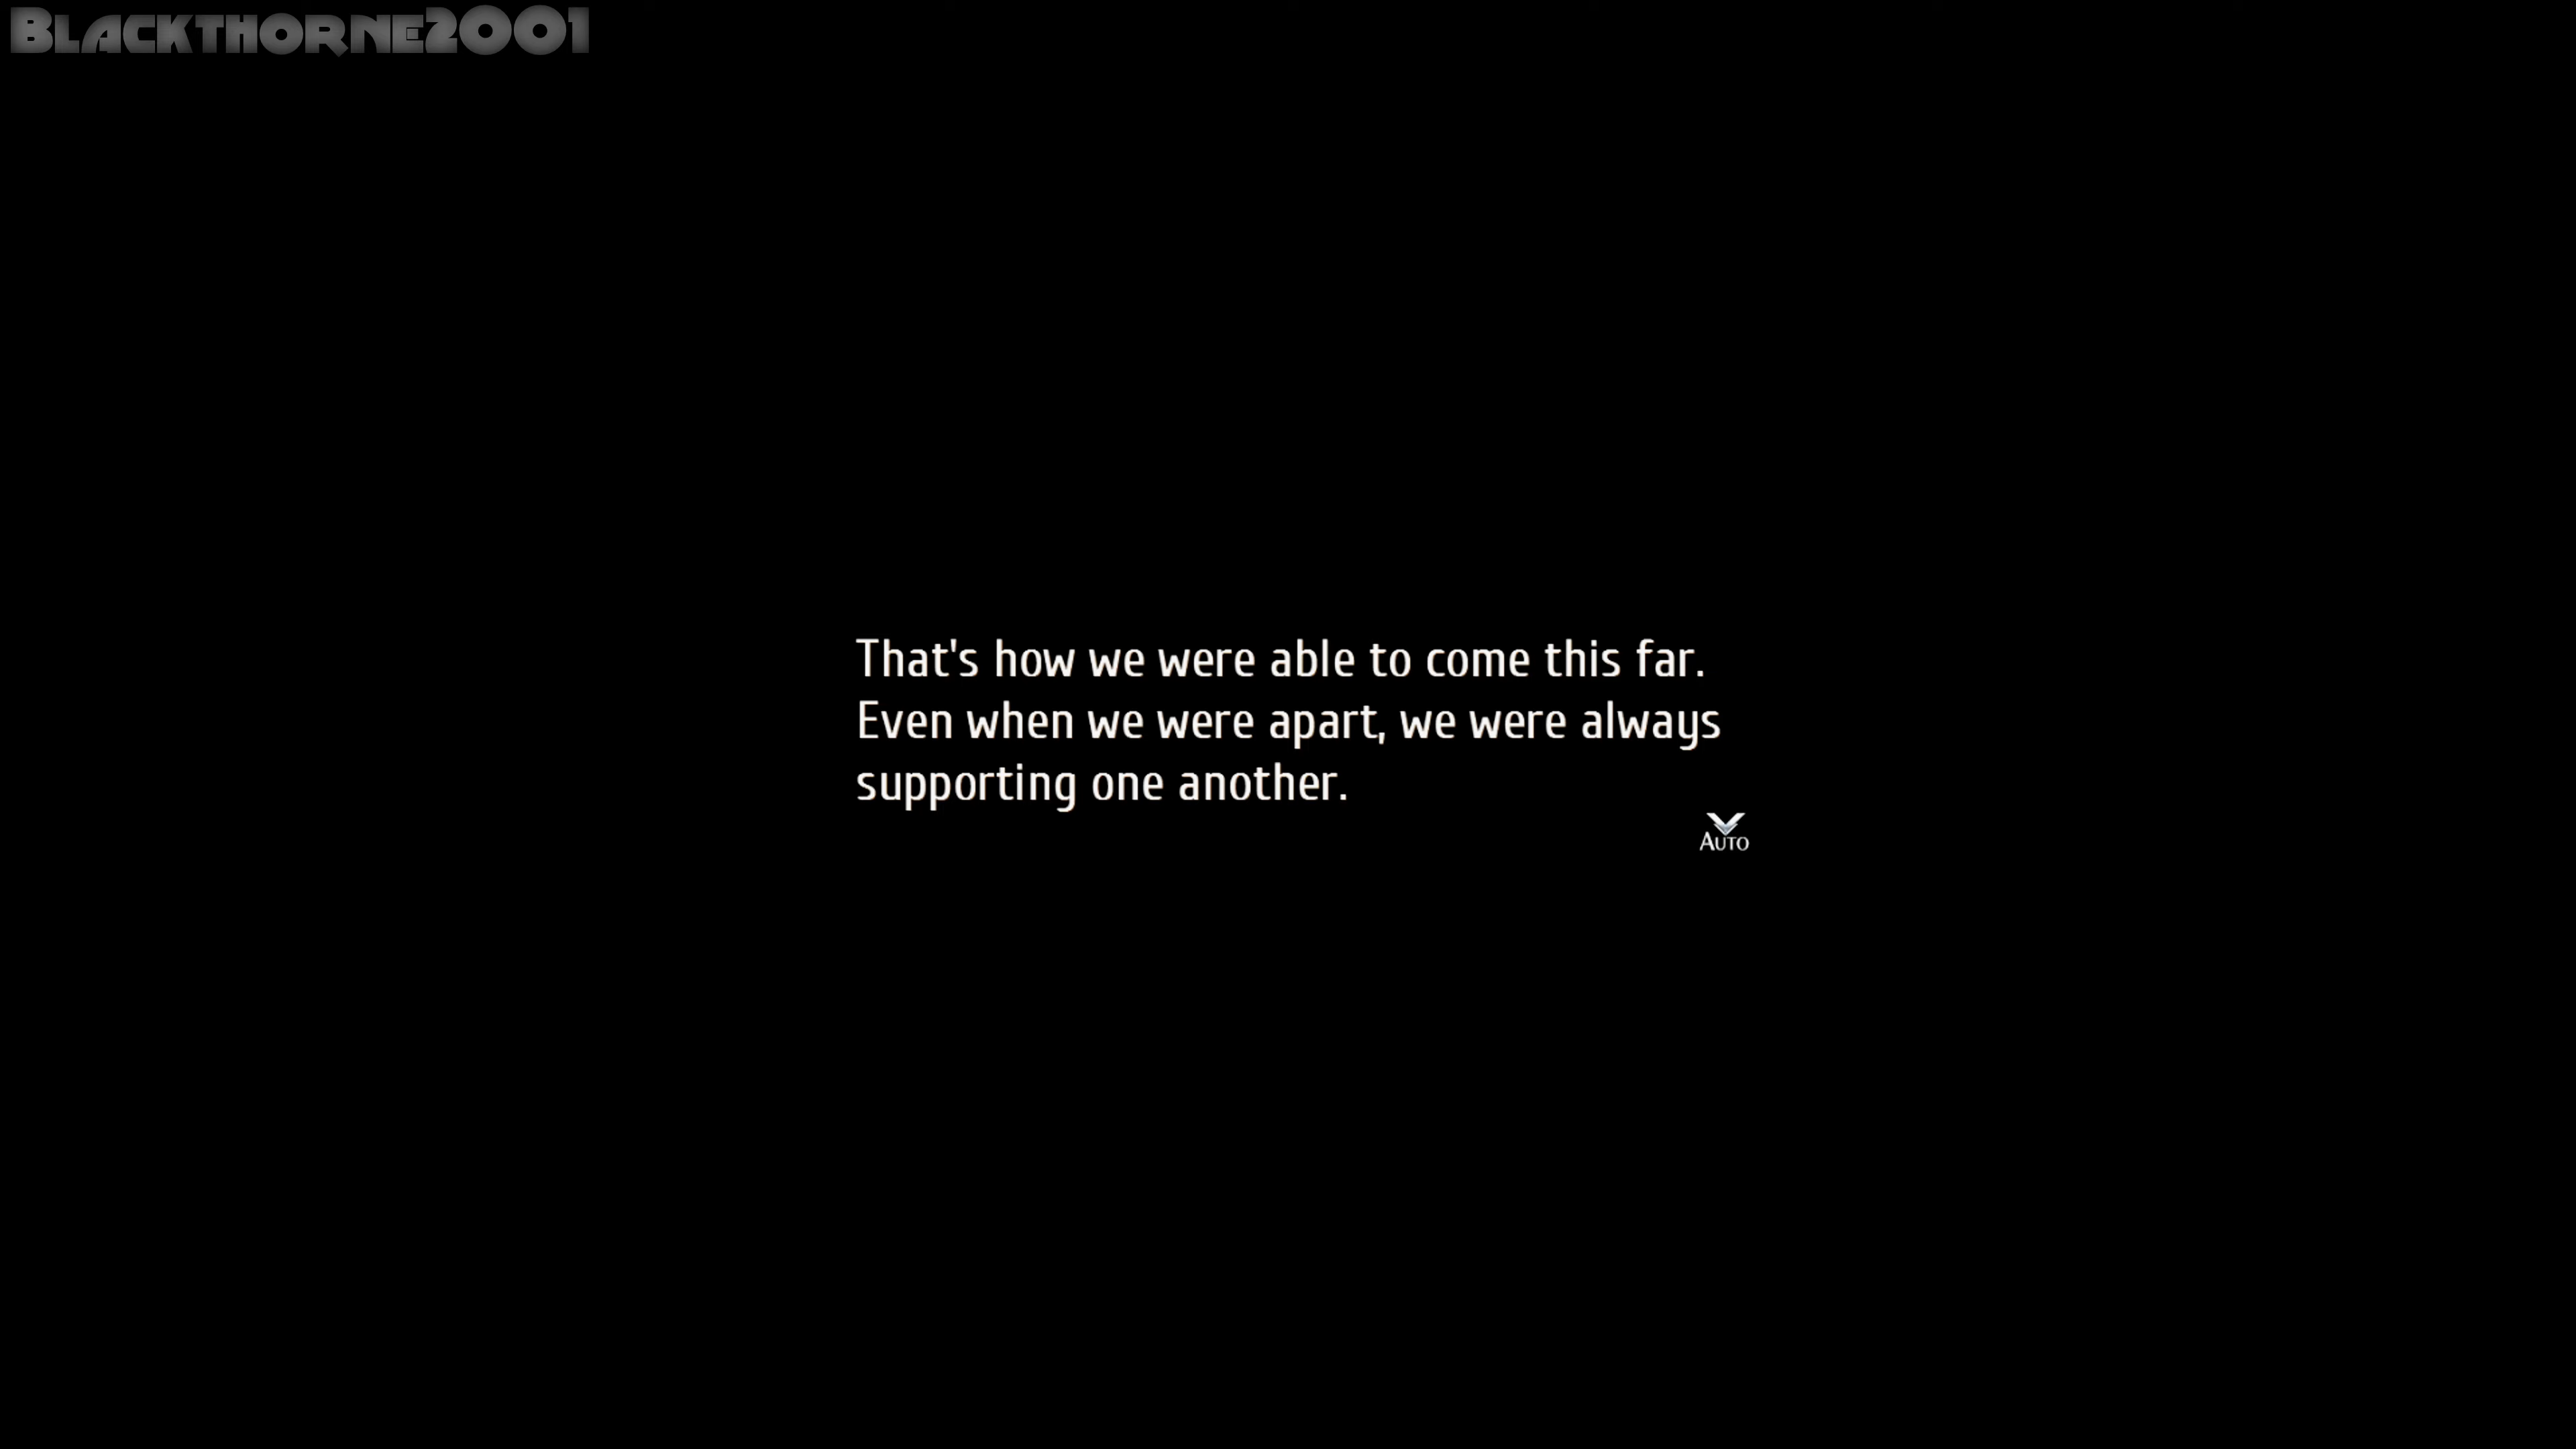 Blackthorne2001
That's how we were able to come this far.
Even when we were apart, we were always
supporting one another.
Auto